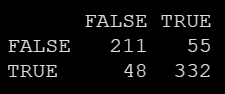 FALSE TRUE
FALSE 211 55
TRUE 48 332